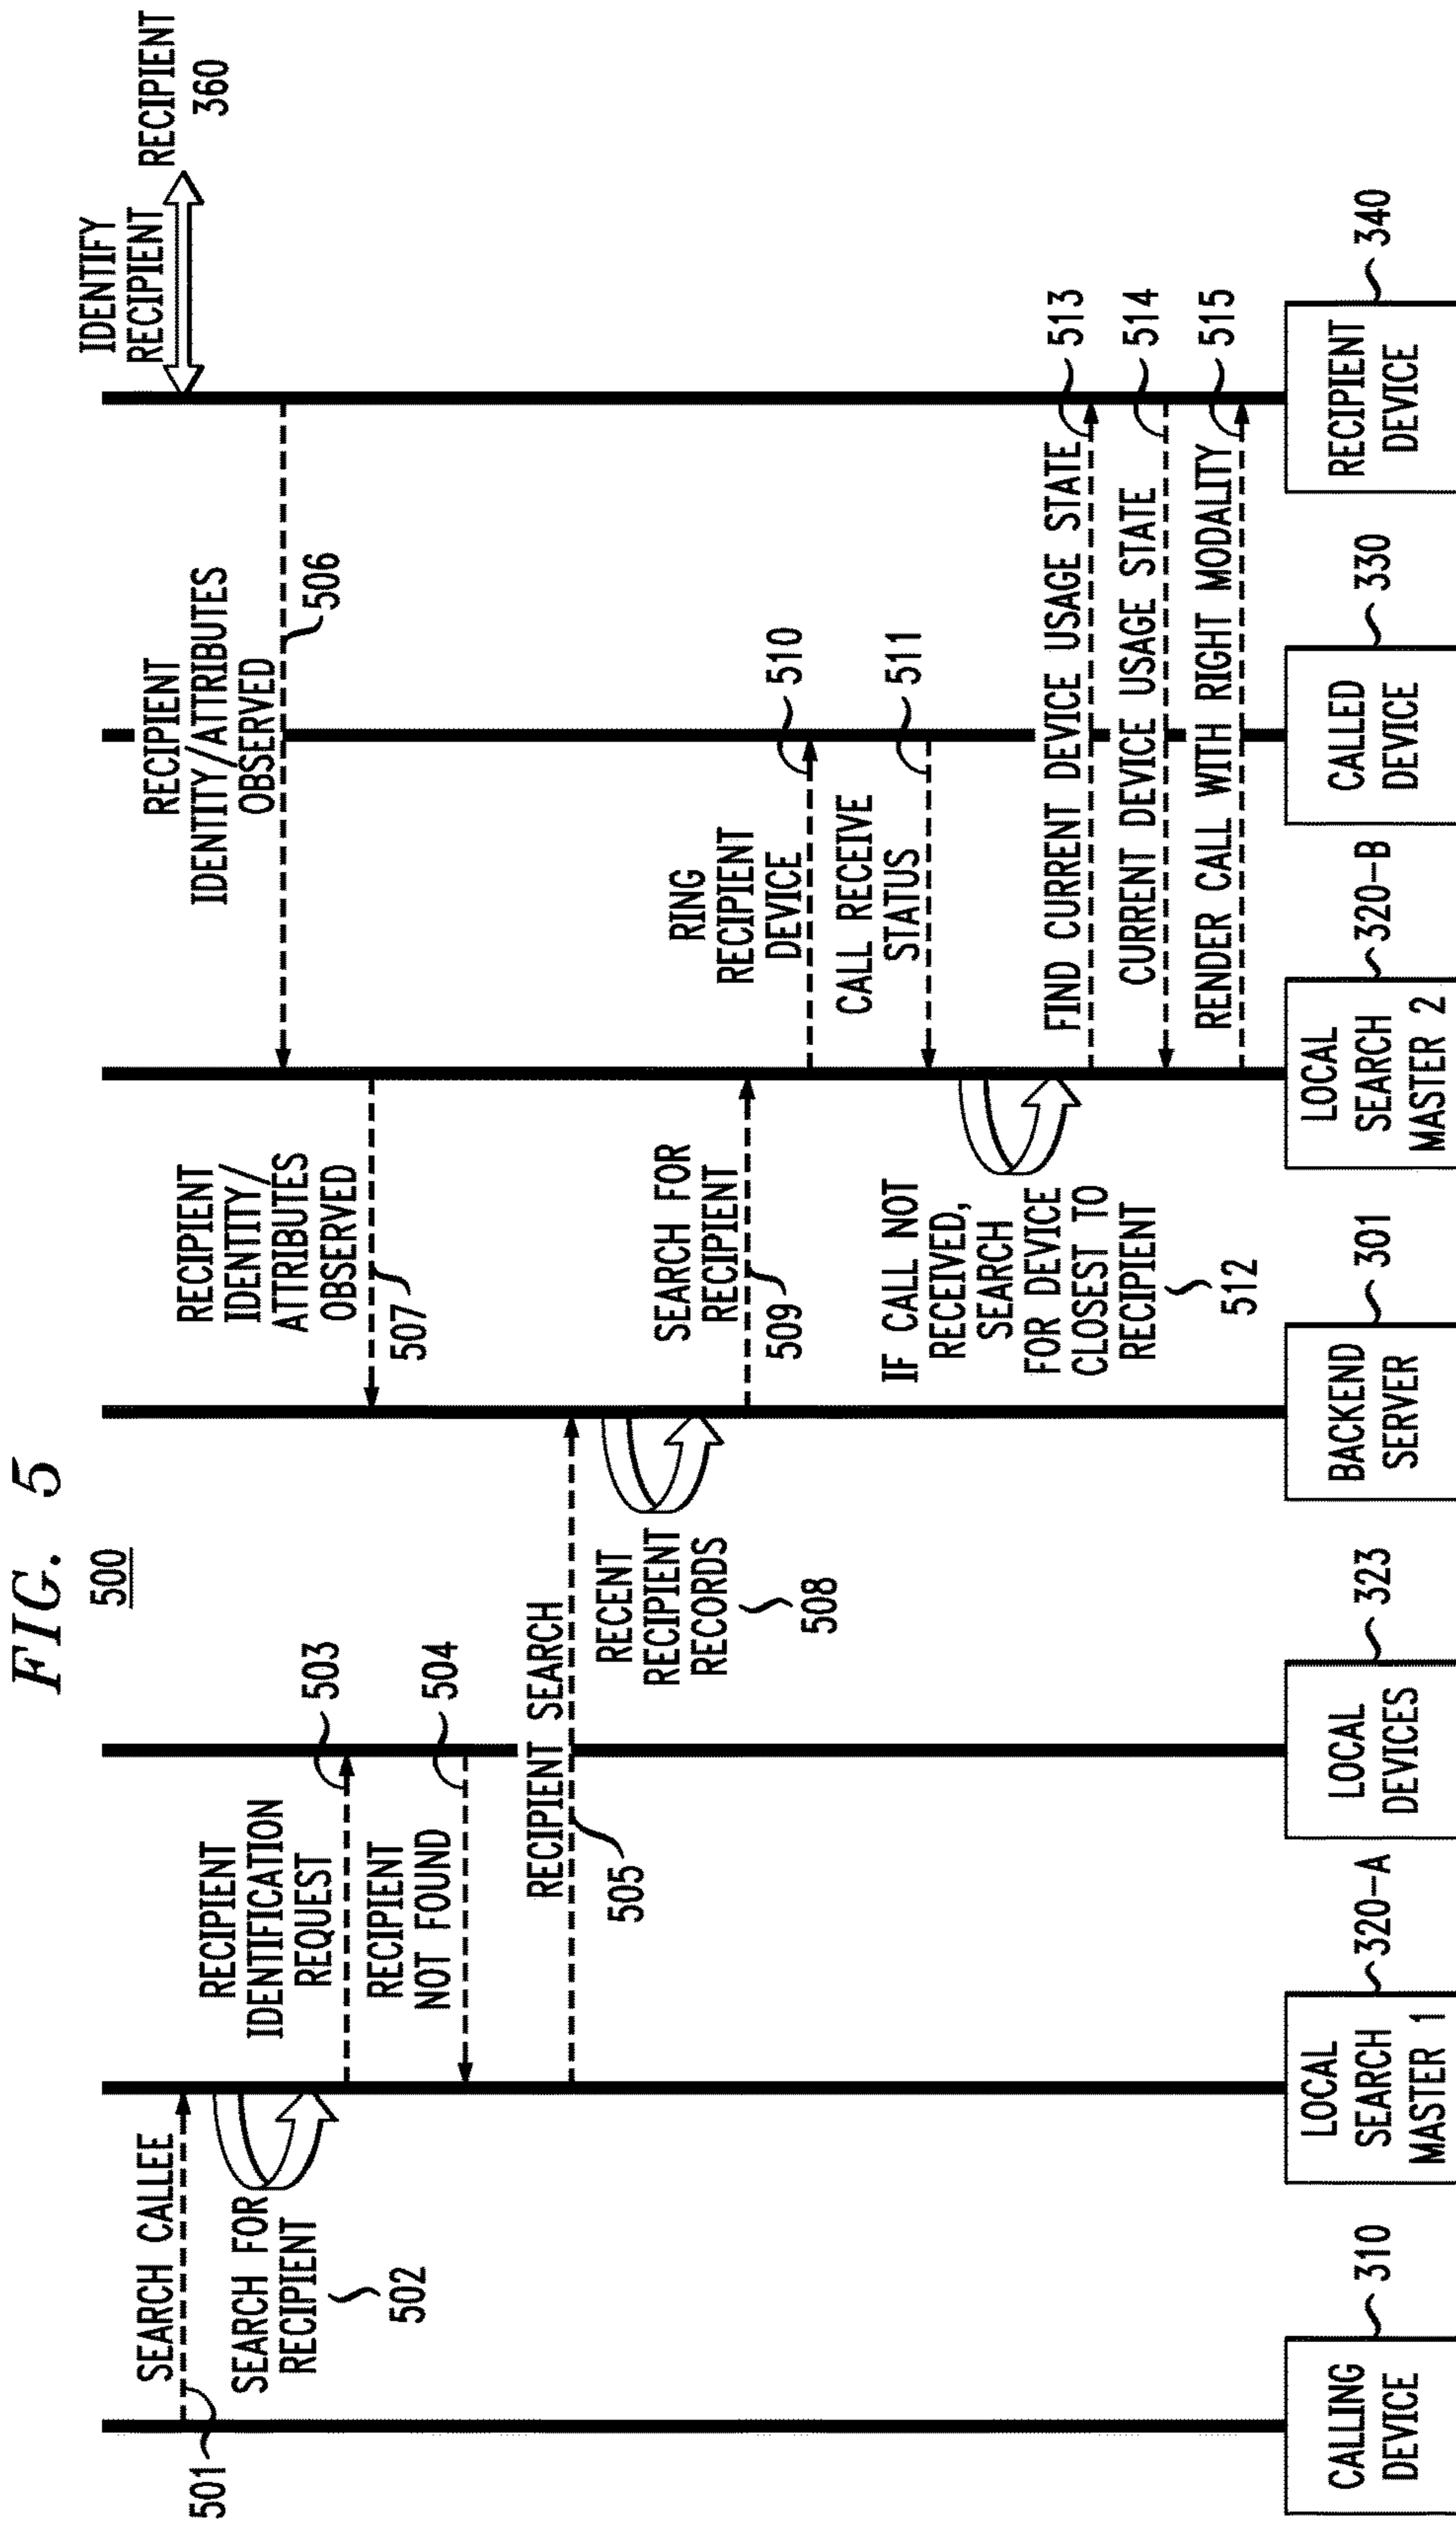 FIG. 5
500
IDENTIFY
RECIPIENT
RECIPIENT
360
SEARCH CALLEE
501
SEARCH FOR
RECIPIENT
502
RECIPIENT
IDENTIFICATION
REQUEST
503
RECIPIENT
NOT FOUND
504
RECIPIENT SEARCH
505
RECIPIENT
IDENTITY/ATTRIBUTES
OBSERVED
506
RECIPIENT
IDENTITY/
ATTRIBUTES
OBSERVED
507
RECENT
RECIPIENT
RECORDS
508
SEARCH FOR
RECIPIENT
509
RING
RECIPIENT
DEVICE
510
CALL RECEIVE
STATUS
511
IF CALL NOT
RECEIVED,
SEARCH
FOR DEVICE
CLOSEST TO
RECIPIENT
512
FIND CURRENT DEVICE USAGE STATE
513
CURRENT DEVICE USAGE STATE
514
RENDER CALL WITH RIGHT MODALITY
515
CALLING
DEVICE
310
LOCAL
SEARCH
MASTER 1
320-A
LOCAL
DEVICES
323
BACKEND
SERVER
301
LOCAL
SEARCH
MASTER 2
320-B
CALLED
DEVICE
330
RECIPIENT
DEVICE
340